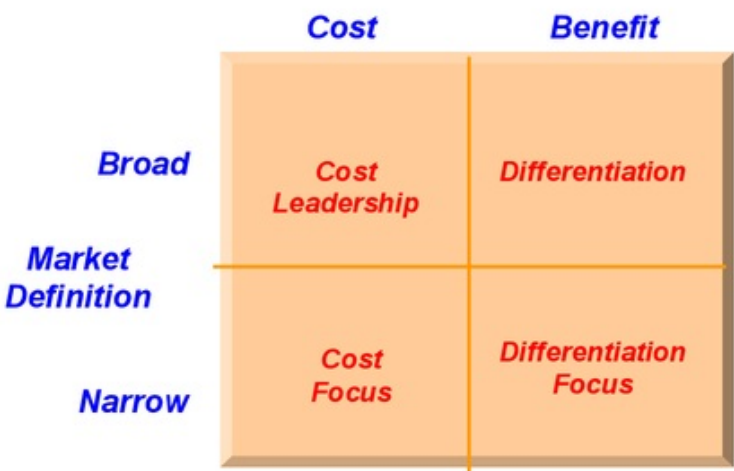 Cost Benefit
Broad
Cost
Leadership
Differentiation
Market
Definition
Narrow
Cost
Focus
Differentiation
Focus